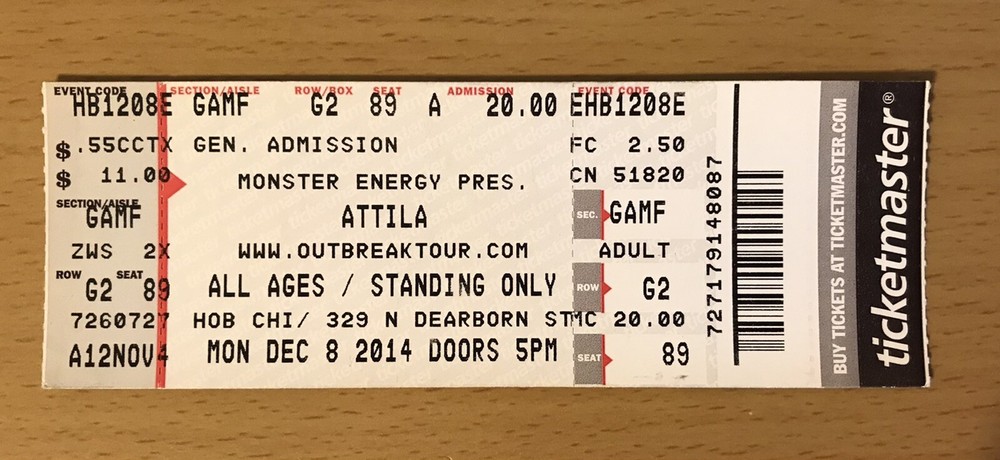 EVENT CODE SECTION/AISLE ROW/BOX SEAT ADMISSION EVENT CODE
HB1208E GAMF G2 89 A 20.00 EHB1208E
$ .55CCTX GEN. ADMISSION FC 2.50
$ 11.00 MONSTER ENERGY PRES. CN 51820
SECTION/AISLE
GAMF ATTILA SEC. GAMF
ZWS 2X WWW.OUTBREAKTOUR.COM ADULT
ROW SEAT
G2 89 ALL AGES / STANDING ONLY ROW G2
7260727 HOB CHI/ 329 N DEARBORN STMC 20.00
A12NOV4 MON DEC 8 2014 DOORS 5PM SEAT 89
727179148087
BUY TICKETS AT TICKETMASTER.COM
ticketmaster®